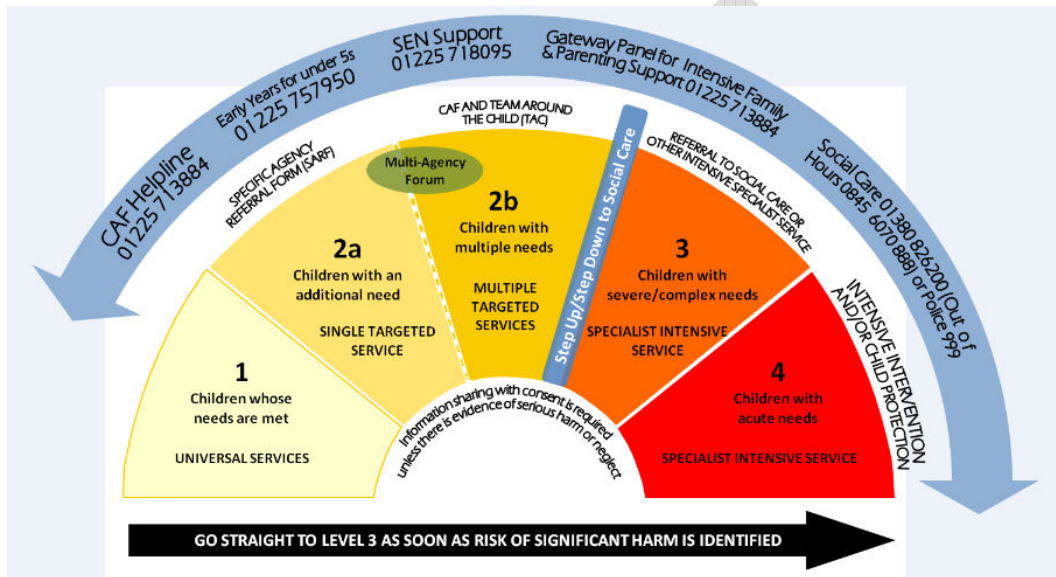 CAF Helpline
01225 713884
Early Years for under 5s
01225 757950
SEN Support
01225 718095
Gateway Panel for Intensive Family
& Parenting Support 01225 713884
Social Care 01380 826200 (Out of
Hours 0845 6070888) or Police 999
SPECIFIC AGENCY
REFERRAL FORM (SARF)
CAF AND TEAM AROUND
THE CHILD (TAC)
REFERRAL TO SOCIAL CARE OR
OTHER INTENSIVE SPECIALIST SERVICE
INTENSIVE INTERVENTION
AND/OR CHILD PROTECTION
1
Children whose
needs are met
UNIVERSAL SERVICES
2a
Children with an
additional need
SINGLE TARGETED
SERVICE
Multi-Agency
Forum
2b
Children with
multiple needs
MULTIPLE
TARGETED
SERVICES
Step Up/Step Down to Social Care
3
Children with
severe/complex needs
SPECIALIST INTENSIVE
SERVICE
4
Children with
acute needs
SPECIALIST INTENSIVE SERVICE
Information sharing with consent is required
unless there is evidence of serious harm or neglect
GO STRAIGHT TO LEVEL 3 AS SOON AS RISK OF SIGNIFICANT HARM IS IDENTIFIED